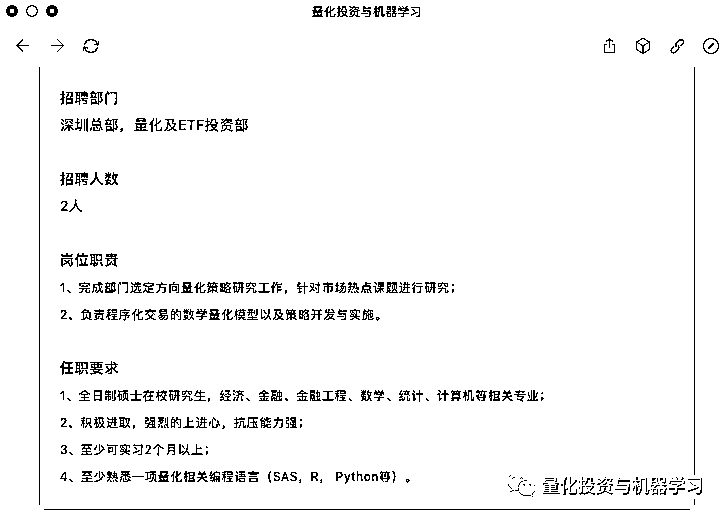 量化投资与机器学习
招聘部门
深圳总部，量化及ETF投资部
招聘人数
2人
岗位职责
1、完成部门选定方向量化策略研究工作，针对市场热点课题进行研究；
2、负责程序化交易的数学量化模型以及策略开发与实施。
任职要求
1、全日制硕士在校研究生，经济、金融、金融工程、数学、统计、计算机等相关专业；
2、积极进取，强烈的上进心，抗压能力强；
3、至少可实习2个月以上；
4、至少熟悉一项量化相关编程语言（SAS，R， Python等）。
量化投资与机器学习